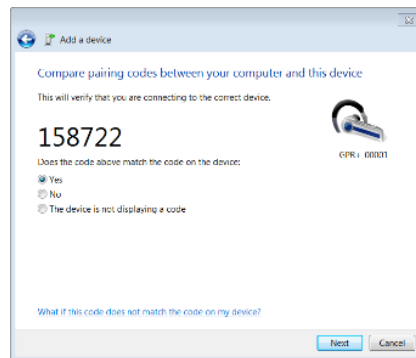 Add a device
Compare pairing codes between your computer and this device
This will verify that you are connecting to the correct device.
158722
GPR+ 00001
Does the code above match the code on the device:
Yes
No
The device is not displaying a code
What if this code does not match the code on my device?
Next
Cancel